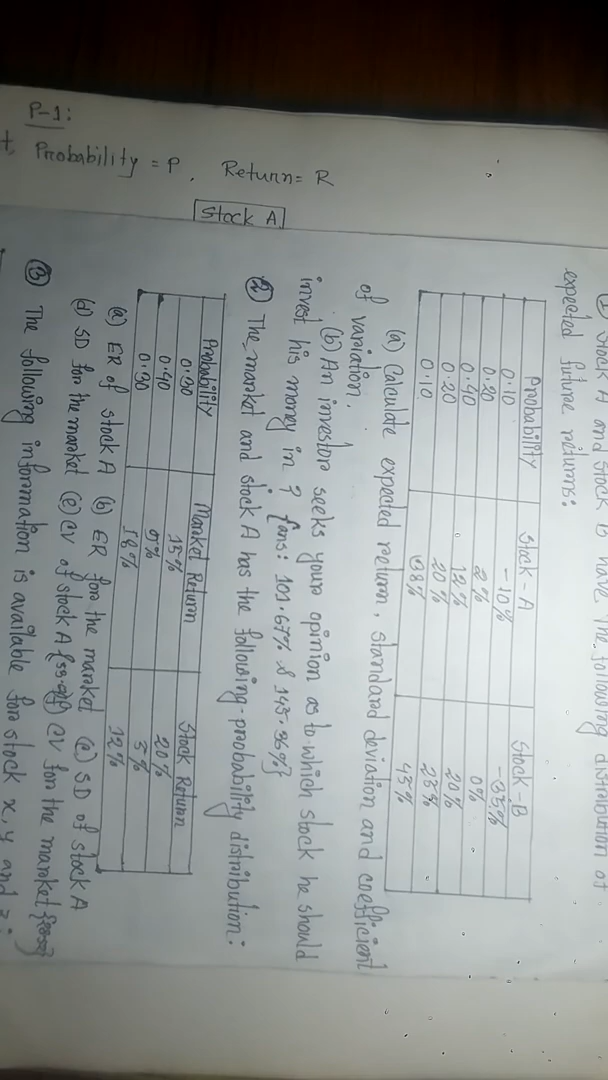 ① Stock A and Stock B have the following distribution of
expected future returns:
Probability Stock-A Stock-B
0.10 -10% -35%
0.20 2% 0%
0.40 12% 20%
0.20 20% 25%
0.10 38% 45%
(a) Calculate expected return, standard deviation and coefficient
of variation.
(b) An investor seeks your opinion as to which stock he should
invest his money in? {ans: 101.67% & 143.36%}
② The market and stock A has the following probability distribution:
Probability Market Return Stock Return
0.30 15% 20%
0.40 9% 5%
0.30 18% 12%
(a) ER of stock A (b) ER for the market (c) SD of stock A
(d) SD for the market (e) CV of stock A CV for the market
③ The following information is available for stock x, y and z:
P-1:
Probability = P, Return = R
Stock A